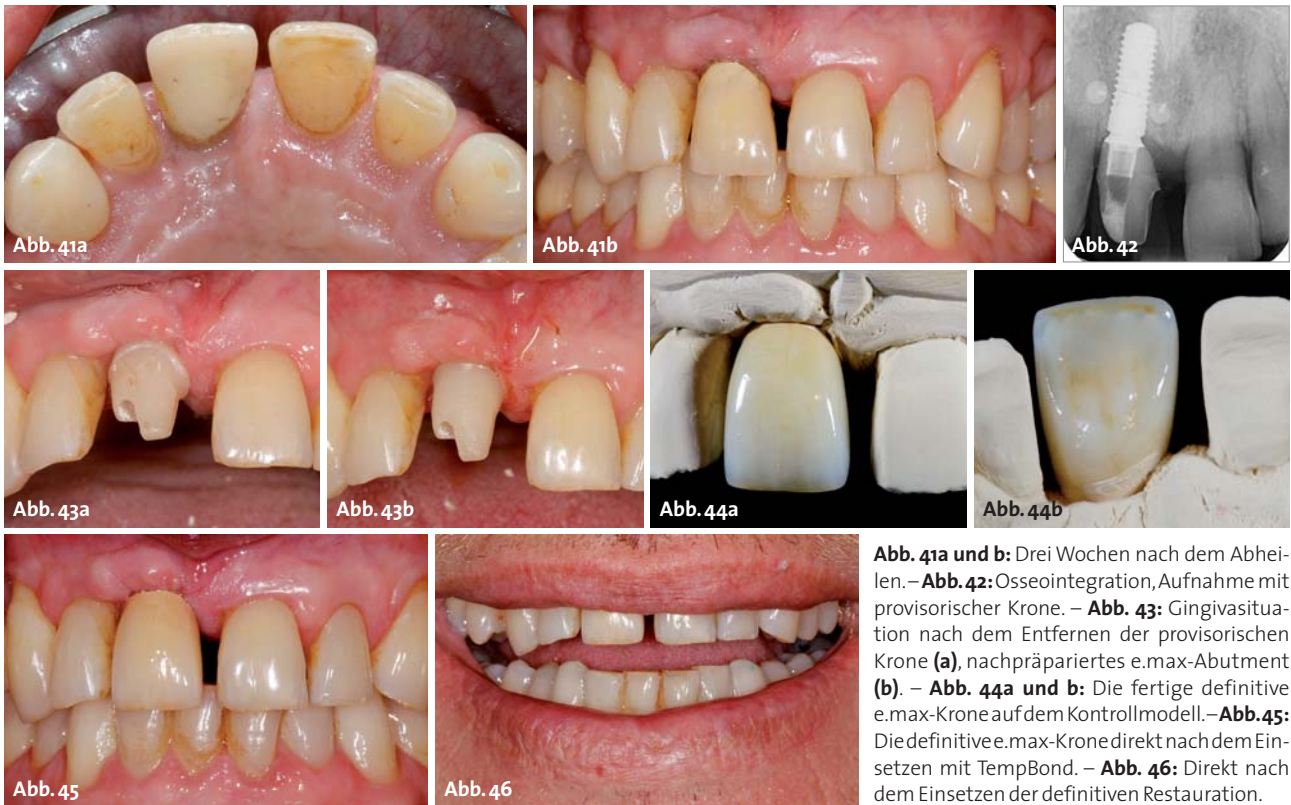 Abb. 41a
Abb. 41b
Abb. 42
Abb. 43a
Abb. 43b
Abb. 44a
Abb. 44b
Abb. 45
Abb. 46
Abb. 41a und b: Drei Wochen nach dem Abhei-
len. – Abb. 42: Osseointegration, Aufnahme mit
provisorischer Krone. – Abb. 43: Gingivasitua-
tion nach dem Entfernen der provisorischen
Krone (a), nachpräpariertes e.max-Abutment
(b). – Abb. 44a und b: Die fertige definitive
e.max-Krone auf dem Kontrollmodell. – Abb. 45:
Die definitive e.max-Krone direkt nach dem Ein-
setzen mit TempBond. – Abb. 46: Direkt nach
dem Einsetzen der definitiven Restauration.